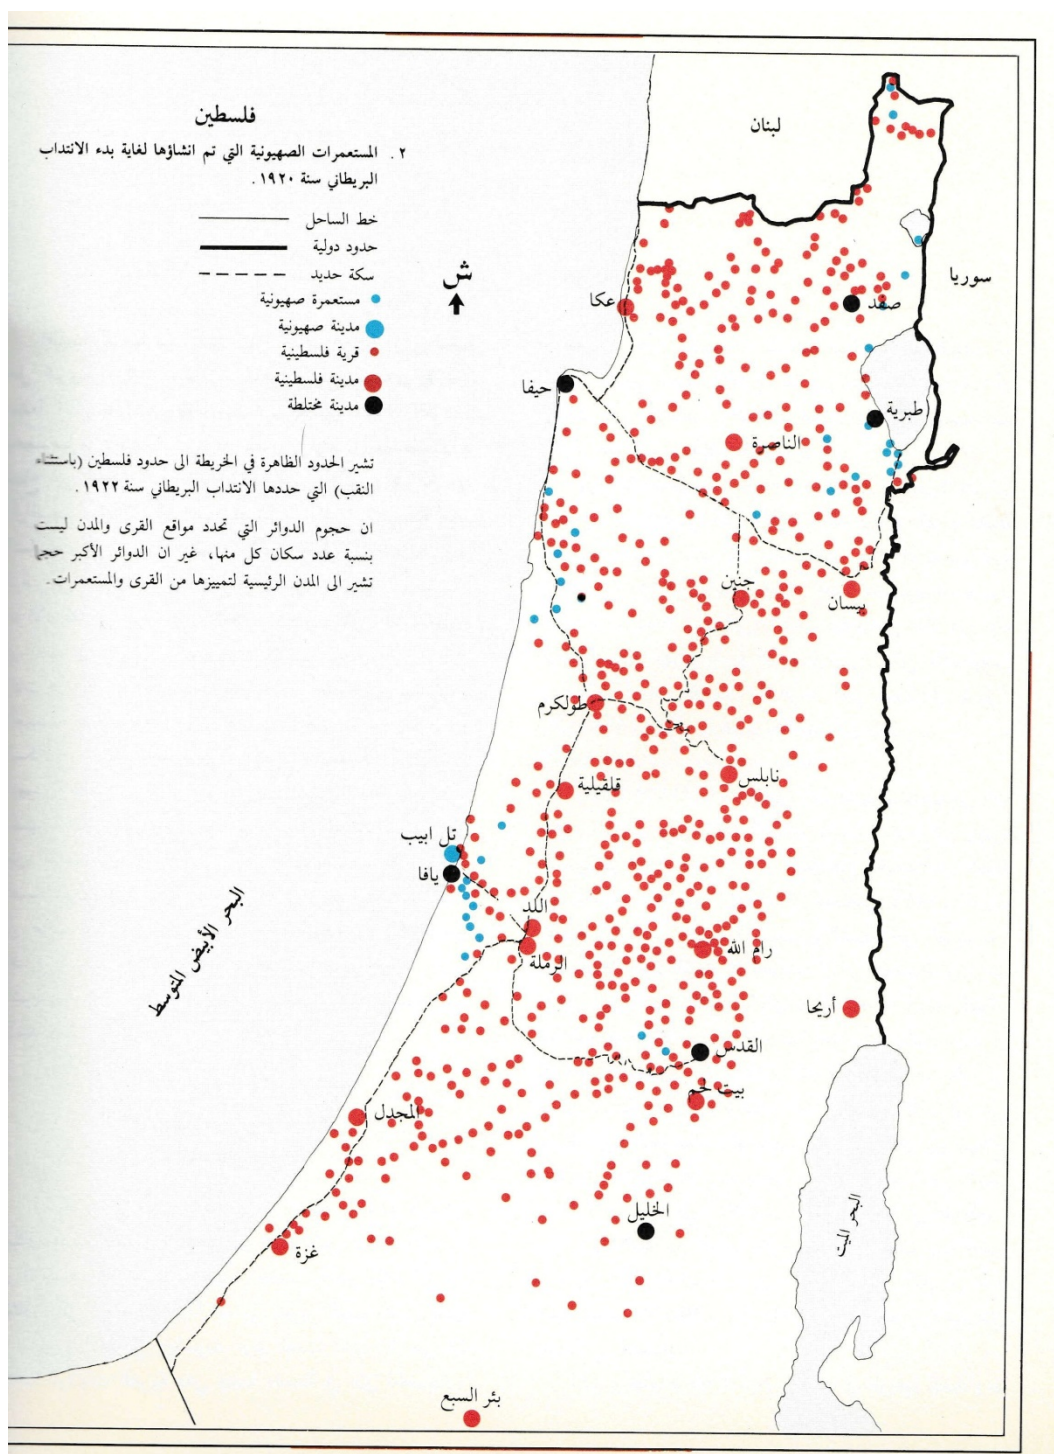 فلسطين
٢. المستعمرات الصهيونية التي تم انشاؤها لغاية بدء الانتداب
البريطاني سنة ١٩٢٠.
خط الساحل
حدود دولية
سكة حديد
مستعمرة صهيونية
مدينة صهيونية
قرية فلسطينية
مدينة فلسطينية
مدينة مختلطة
تشير الحدود الظاهرة في الخريطة الى حدود فلسطين (باستثناء
النقب) التي حددها الانتداب البريطاني سنة ١٩٢٢.
ان حجوم الدوائر التي تحدد مواقع القرى والمدن ليست
بنسبة عدد سكان كل منها، غير ان الدوائر الأكبر حجما
تشير الى المدن الرئيسية لتمييزها من القرى والمستعمرات.
ش
لبنان
سوريا
عكا
صفد
حيفا
طبرية
الناصرة
جنين
بيسان
طولكرم
نابلس
قلقيلية
تل ابيب
يافا
اللد
الرملة
رام الله
أريحا
القدس
بيت لحم
المجدل
الخليل
غزة
بئر السبع
البحر الأبيض المتوسط
البحر الميت